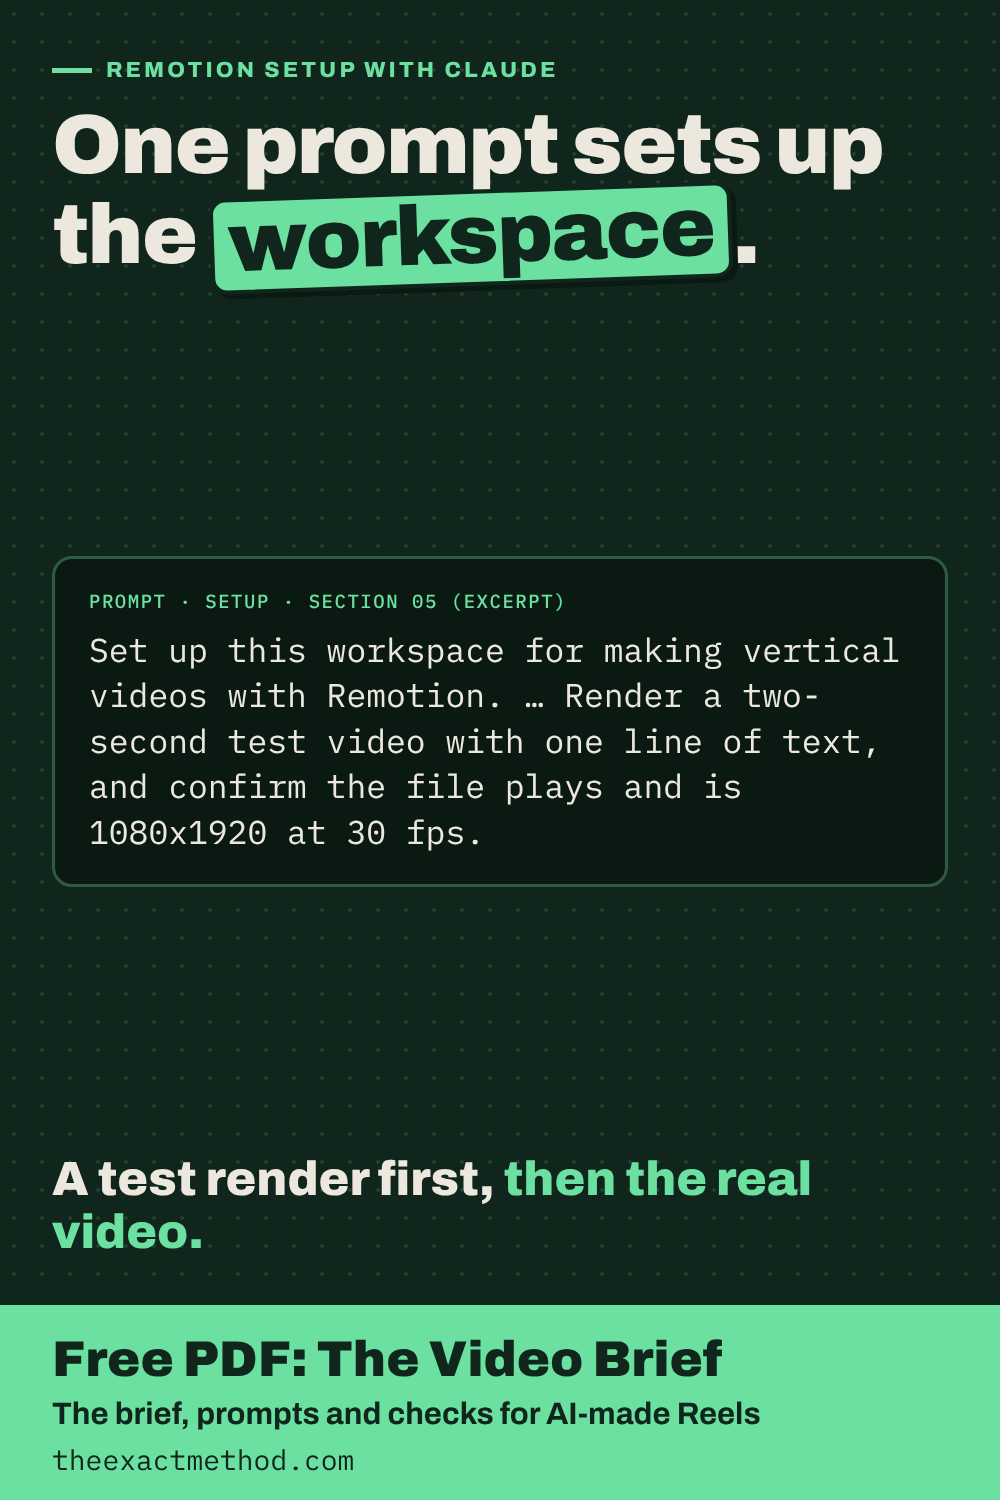 REMOTION SETUP WITH CLAUDE
One prompt sets up
the workspace.
PROMPT · SETUP · SECTION 05 (EXCERPT)
Set up this workspace for making vertical
videos with Remotion. … Render a two-
second test video with one line of text,
and confirm the file plays and is
1080x1920 at 30 fps.
A test render first, then the real
video.
Free PDF: The Video Brief
The brief, prompts and checks for AI-made Reels
theexactmethod.com